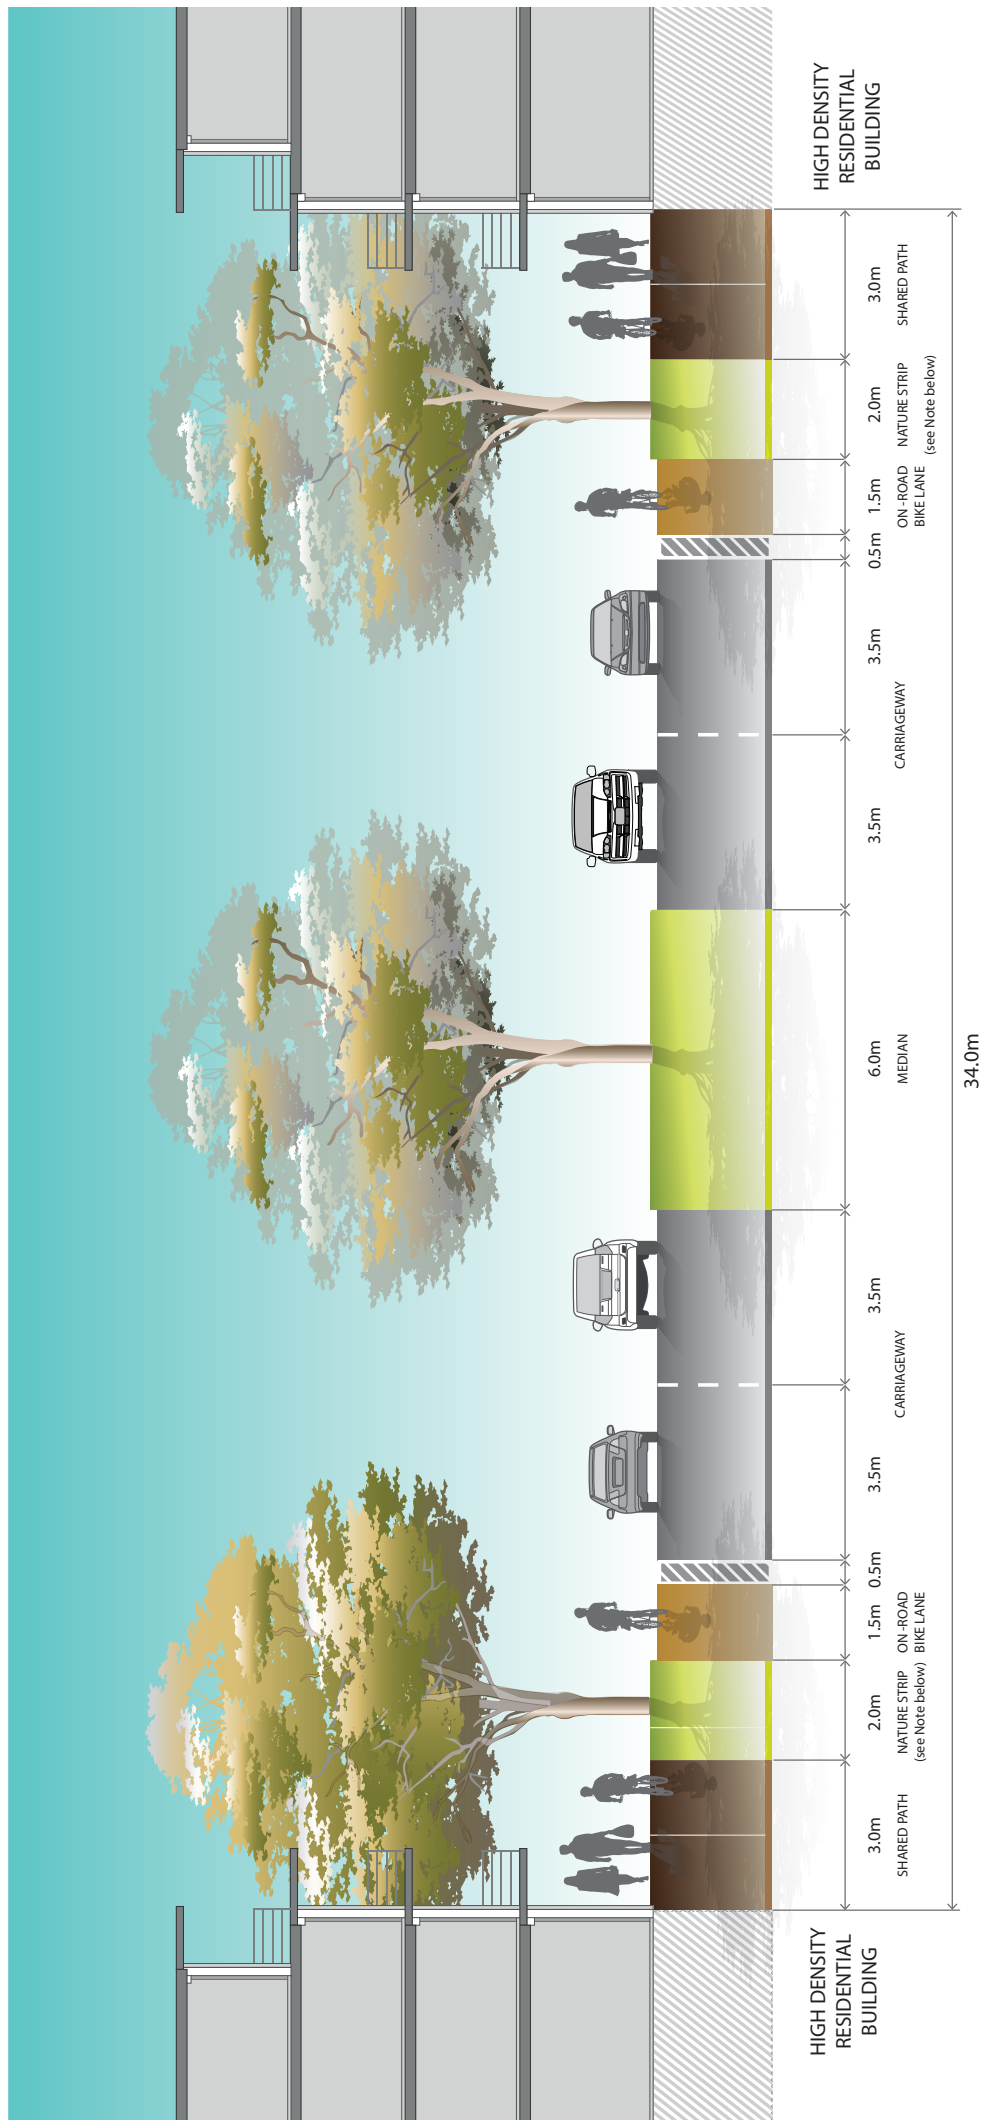 HIGH DENSITY
RESIDENTIAL
BUILDING
3.0m
SHARED PATH
2.0m
NATURE STRIP
(see Note below)
1.5m
ON -ROAD
BIKE LANE
0.5m
3.5m
CARRIAGEWAY
3.5m
6.0m
MEDIAN
3.5m
CARRIAGEWAY
3.5m
0.5m
1.5m
ON -ROAD
BIKE LANE
2.0m
NATURE STRIP
(see Note below)
3.0m
SHARED PATH
HIGH DENSITY
RESIDENTIAL
BUILDING
34.0m